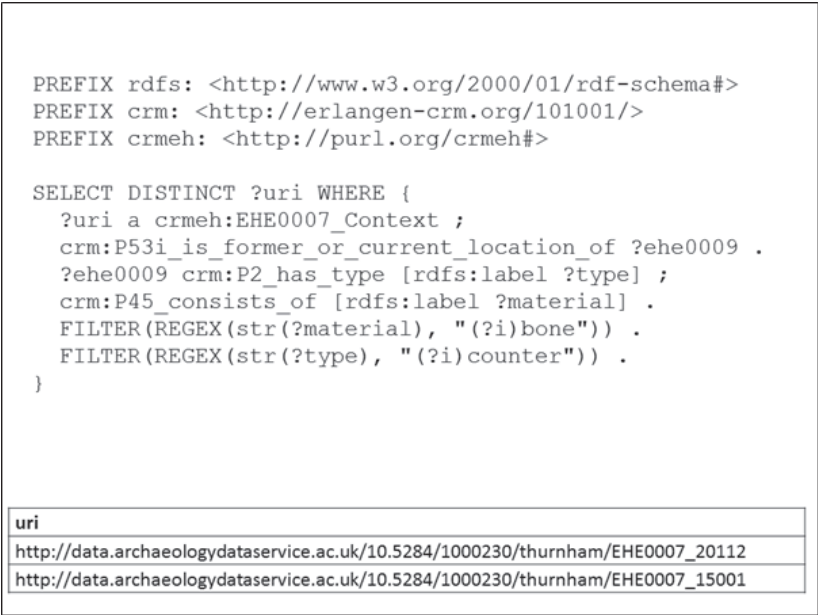 PREFIX rdfs: <http://www.w3.org/2000/01/rdf-schema#>
PREFIX crm: <http://erlangen-crm.org/101001/>
PREFIX crmeh: <http://purl.org/crmeh#>
SELECT DISTINCT ?uri WHERE {
?uri a crmeh:EHE0007_Context ;
crm:P53i_is_former_or_current_location_of ?ehe0009 .
?ehe0009 crm:P2_has_type [rdfs:label ?type] ;
crm:P45_consists_of [rdfs:label ?material] .
FILTER(REGEX(str(?material), "(?i)bone")) .
FILTER(REGEX(str(?type), "(?i)counter")) .
}
uri
http://data.archaeologydataservice.ac.uk/10.5284/1000230/thurnham/EHE0007_20112
http://data.archaeologydataservice.ac.uk/10.5284/1000230/thurnham/EHE0007_15001